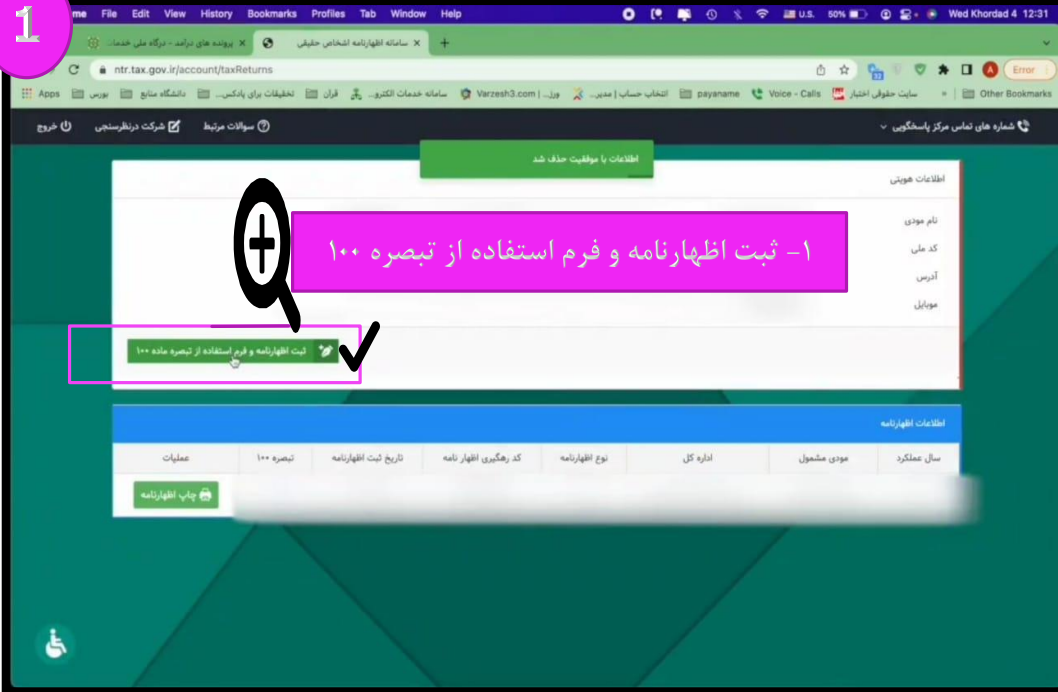 1
me File Edit View History Bookmarks Profiles Tab Window Help
U.S. 50% Wed Khordad 4 12:31
پرونده های درآمد - درگاه ملی خدما...
سامانه اظهارنامه اشخاص حقیقی
ntr.tax.gov.ir/account/taxReturns
Error
Apps
بورس
دانشگاه منابع
تخفیفات برای پادکس...
قرآن
سامانه خدمات الکترو...
Varzesh3.com | ورز...
انتخاب حساب | مدیر...
payaname
Voice - Calls
سایت حقوقی اختبار
Other Bookmarks
شماره های تماس مرکز پاسخگویی
سوالات مرتبط
شرکت درنظرسنجی
خروج
اطلاعات با موفقیت حذف شد
اطلاعات هویتی
نام مودی
کد ملی
آدرس
موبایل
۱- ثبت اظهارنامه و فرم استفاده از تبصره ۱۰۰
ثبت اظهارنامه و فرم استفاده از تبصره ماده ۱۰۰
اطلاعات اظهارنامه
سال عملکرد مودی مشمول اداره کل نوع اظهارنامه کد رهگیری اظهار نامه تاریخ ثبت اظهارنامه تبصره ۱۰۰ عملیات
چاپ اظهارنامه